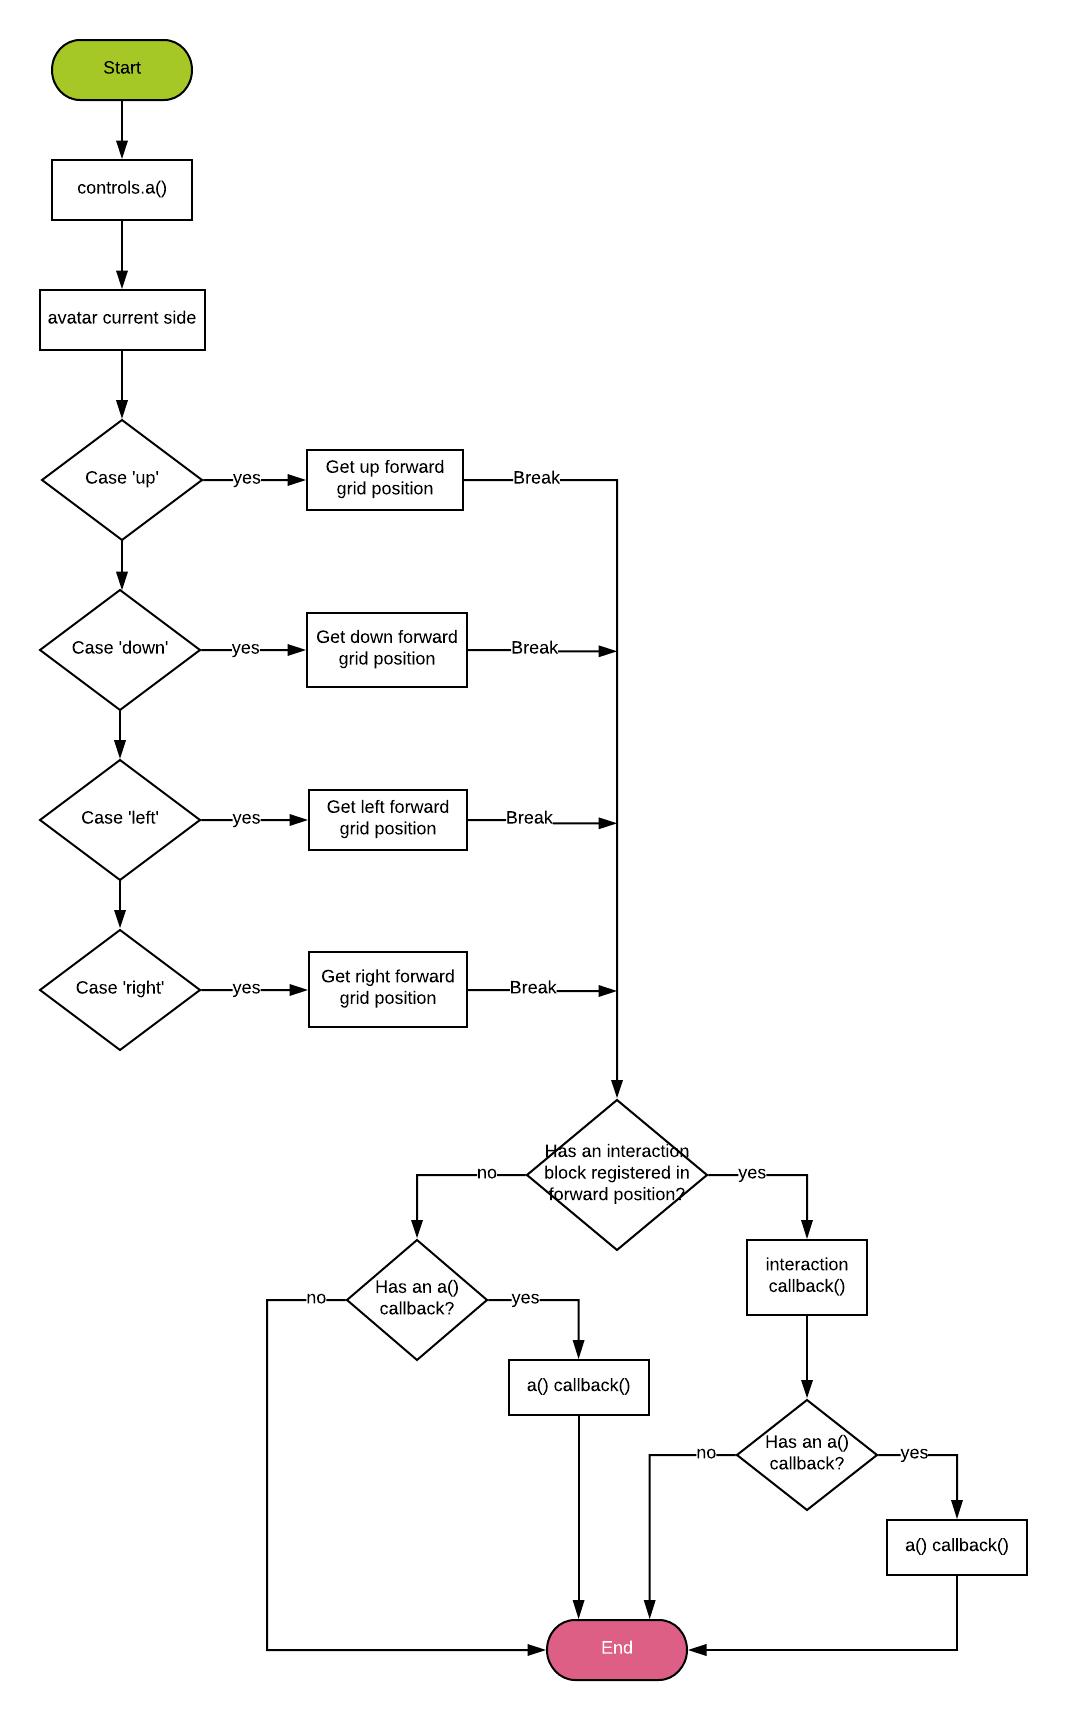 Start
controls.a()
avatar current side
Case 'up'
yes
Get up forward
grid position
Break
Case 'down'
yes
Get down forward
grid position
Break
Case 'left'
yes
Get left forward
grid position
Break
Case 'right'
yes
Get right forward
grid position
Break
Has an interaction
block registered in
forward position?
no
yes
interaction
callback()
Has an a()
callback?
no
yes
a() callback()
Has an a()
callback?
no
yes
a() callback()
End